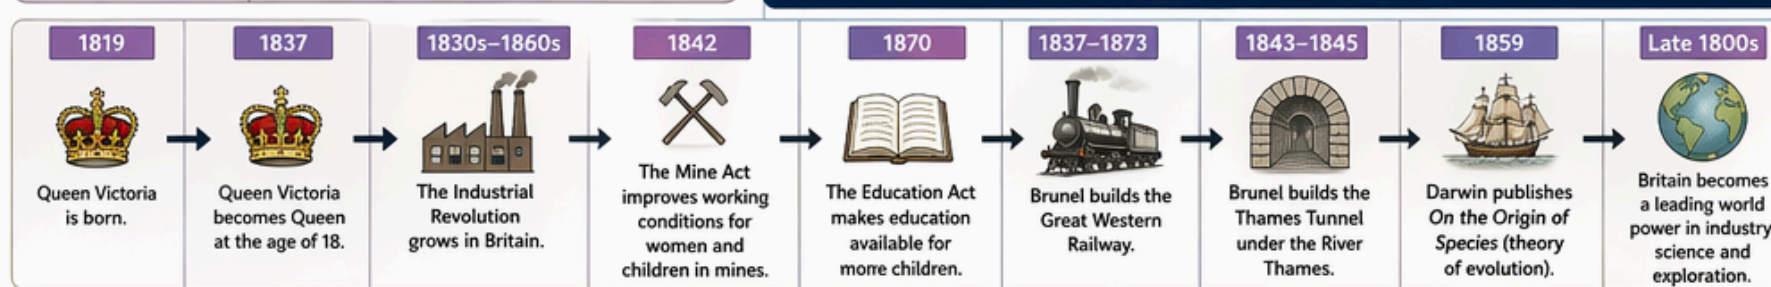 1819
Queen Victoria
is born.
1837
Queen Victoria
becomes Queen
at the age of 18.
1830s–1860s
The Industrial
Revolution
grows in Britain.
1842
The Mine Act
improves working
conditions for
women and
children in mines.
1870
The Education Act
makes education
available for
more children.
1837–1873
Brunel builds the
Great Western
Railway.
1843–1845
Brunel builds the
Thames Tunnel
under the River
Thames.
1859
Darwin publishes
On the Origin of
Species (theory
of evolution).
Late 1800s
Britain becomes
a leading world
power in industry
science and
exploration.